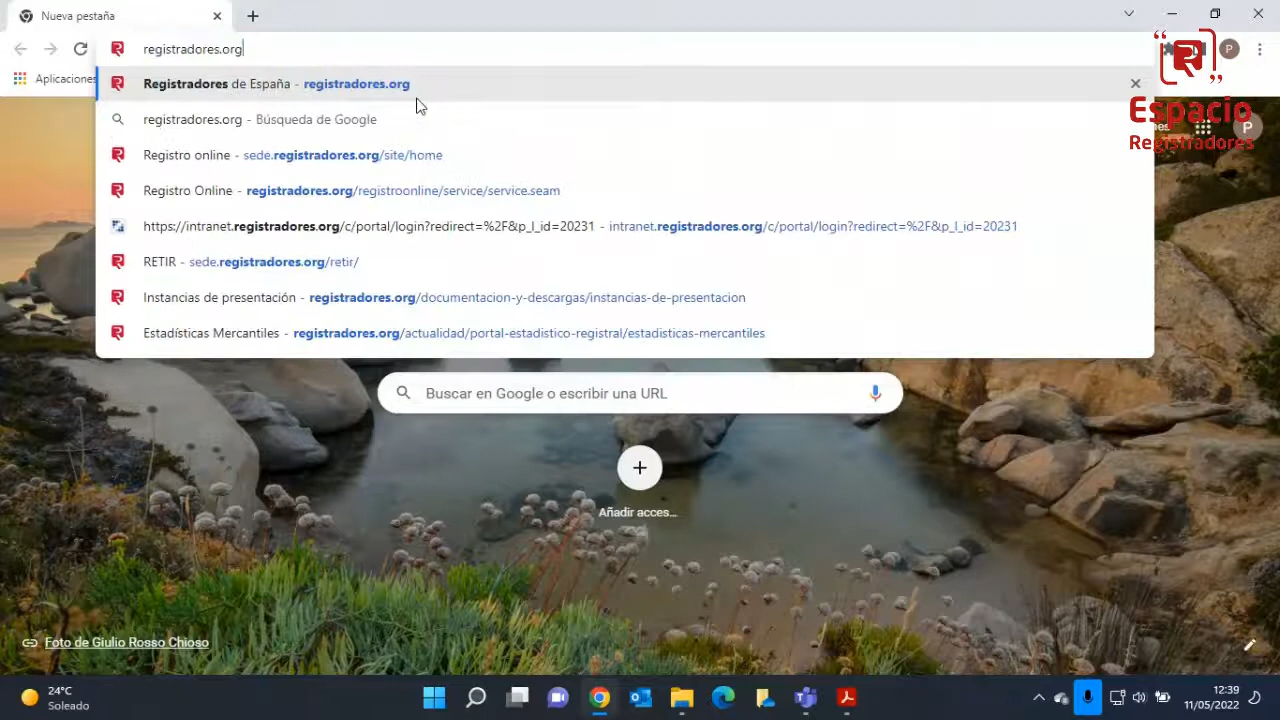 Nueva pestaña
registradores.org
Aplicaciones
Registradores de España - registradores.org
registradores.org - Búsqueda de Google
Registro online - sede.registradores.org/site/home
Registro Online - registradores.org/registroonline/service/service.seam
https://intranet.registradores.org/c/portal/login?redirect=%2F&p_l_id=20231 - intranet.registradores.org/c/portal/login?redirect=%2F&p_l_id=20231
RETIR - sede.registradores.org/retir/
Instancias de presentación - registradores.org/documentacion-y-descargas/instancias-de-presentacion
Estadísticas Mercantiles - registradores.org/actualidad/portal-estadistico-registral/estadisticas-mercantiles
P
“R”
Espacio
Registradores
P
Buscar en Google o escribir una URL
Añadir acces...
Foto de Giulio Rosso Chioso
24°C
Soleado
12:39
11/05/2022